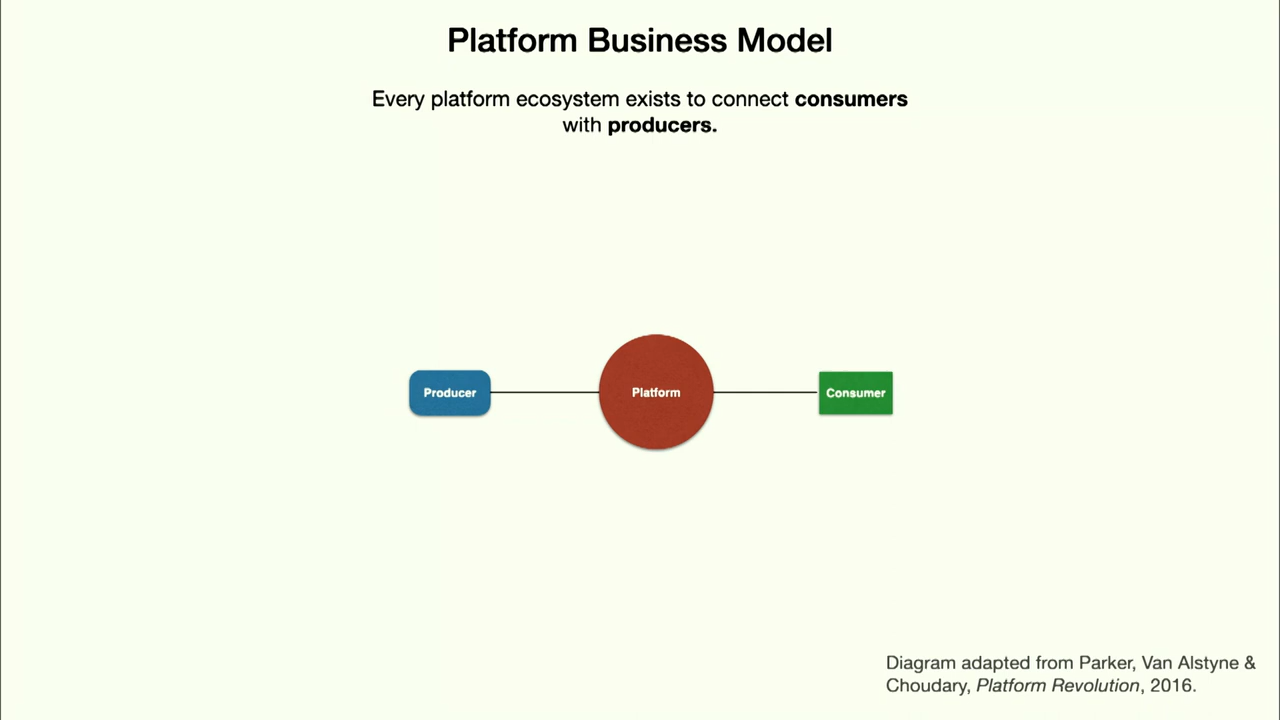 Platform Business Model
Every platform ecosystem exists to connect consumers
with producers.
Producer
Platform
Consumer
Diagram adapted from Parker, Van Alstyne &
Choudary, Platform Revolution, 2016.